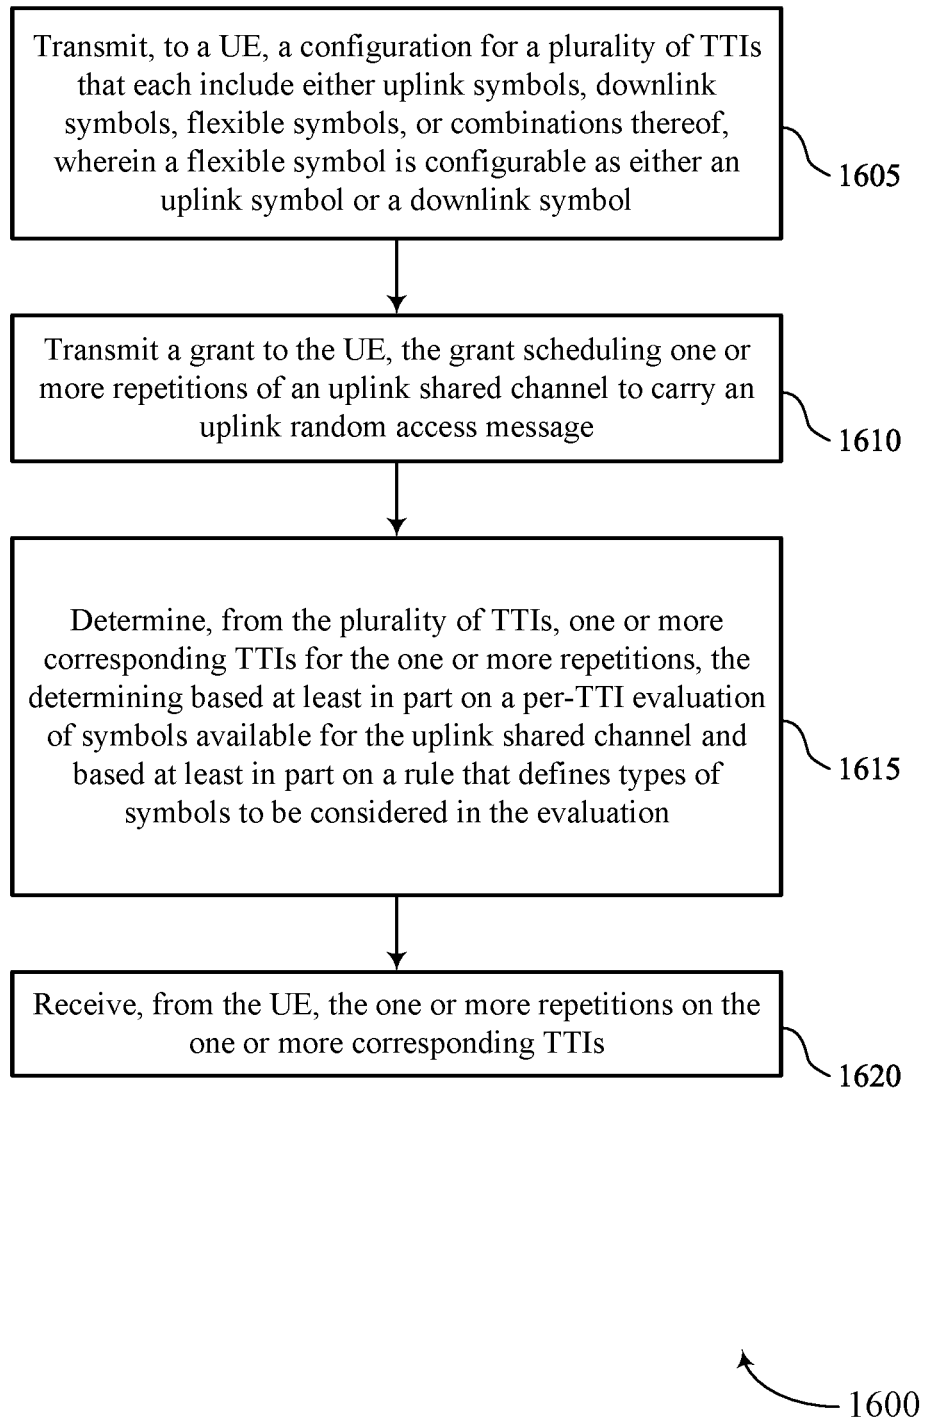 Transmit, to a UE, a configuration for a plurality of TTIs
that each include either uplink symbols, downlink
symbols, flexible symbols, or combinations thereof,
wherein a flexible symbol is configurable as either an
uplink symbol or a downlink symbol
1605
Transmit a grant to the UE, the grant scheduling one or
more repetitions of an uplink shared channel to carry an
uplink random access message
1610
Determine, from the plurality of TTIs, one or more
corresponding TTIs for the one or more repetitions, the
determining based at least in part on a per-TTI evaluation
of symbols available for the uplink shared channel and
based at least in part on a rule that defines types of
symbols to be considered in the evaluation
1615
Receive, from the UE, the one or more repetitions on the
one or more corresponding TTIs
1620
1600